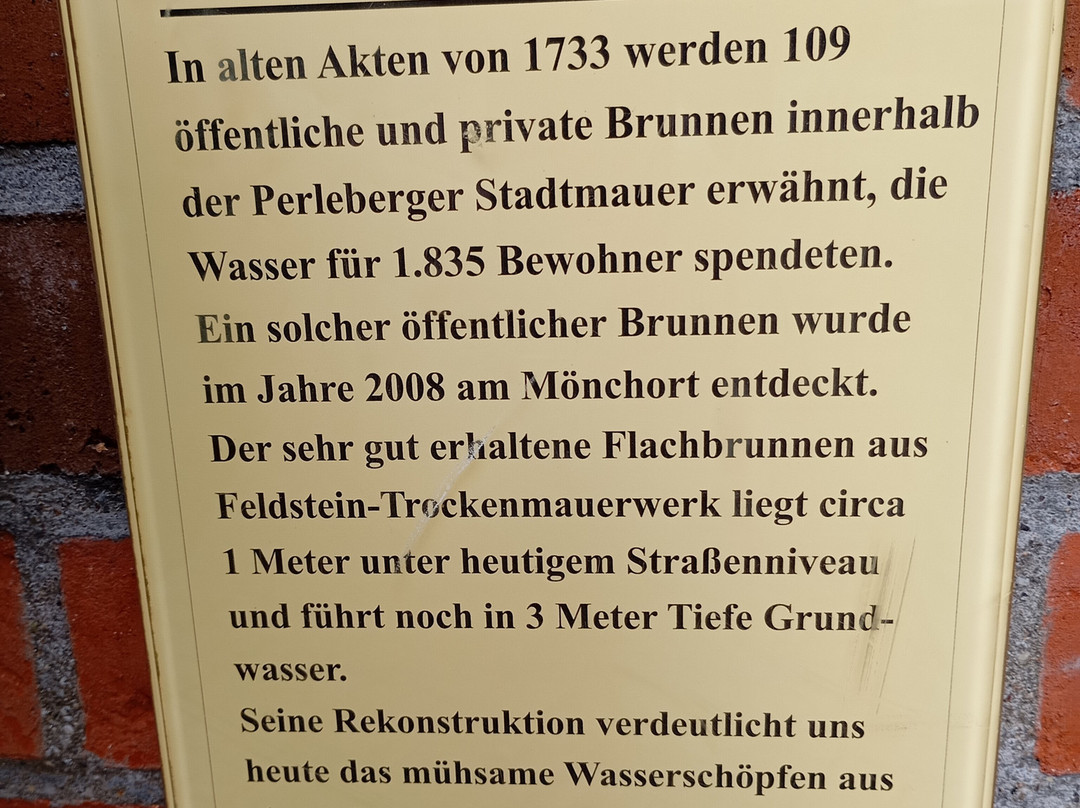 In alten Akten von 1733 werden 109
öffentliche und private Brunnen innerhalb
der Perleberger Stadtmauer erwähnt, die
Wasser für 1.835 Bewohner spendeten.
Ein solcher öffentlicher Brunnen wurde
im Jahre 2008 am Mönchort entdeckt.
Der sehr gut erhaltene Flachbrunnen aus
Feldstein-Trockenmauerwerk liegt circa
1 Meter unter heutigem Straßenniveau
und führt noch in 3 Meter Tiefe Grund-
wasser.
Seine Rekonstruktion verdeutlicht uns
heute das mühsame Wasserschöpfen aus